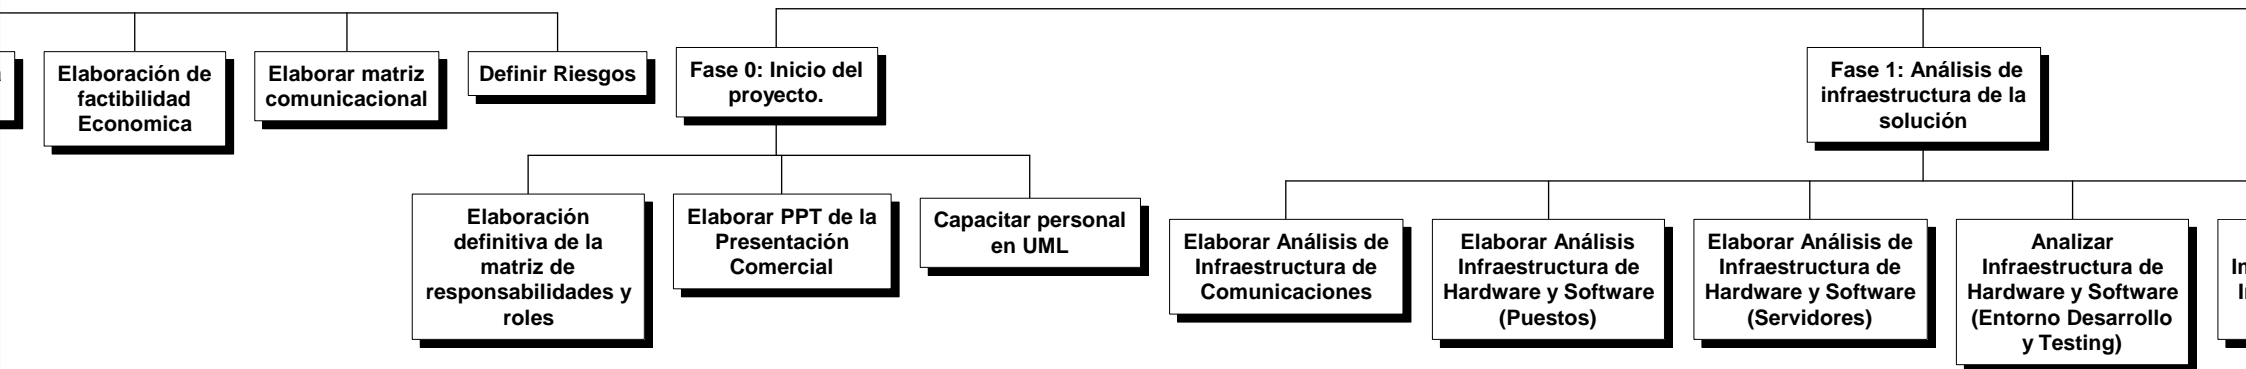 Elaboración de
factibilidad
Economica
Elaborar matriz
comunicacional
Definir Riesgos
Fase 0: Inicio del
proyecto.
Fase 1: Análisis de
infraestructura de la
solución
Elaboración
definitiva de la
matriz de
responsabilidades y
roles
Elaborar PPT de la
Presentación
Comercial
Capacitar personal
en UML
Elaborar Análisis de
Infraestructura de
Comunicaciones
Elaborar Análisis
Infraestructura de
Hardware y Software
(Puestos)
Elaborar Análisis de
Infraestructura de
Hardware y Software
(Servidores)
Analizar
Infraestructura de
Hardware y Software
(Entorno Desarrollo
y Testing)